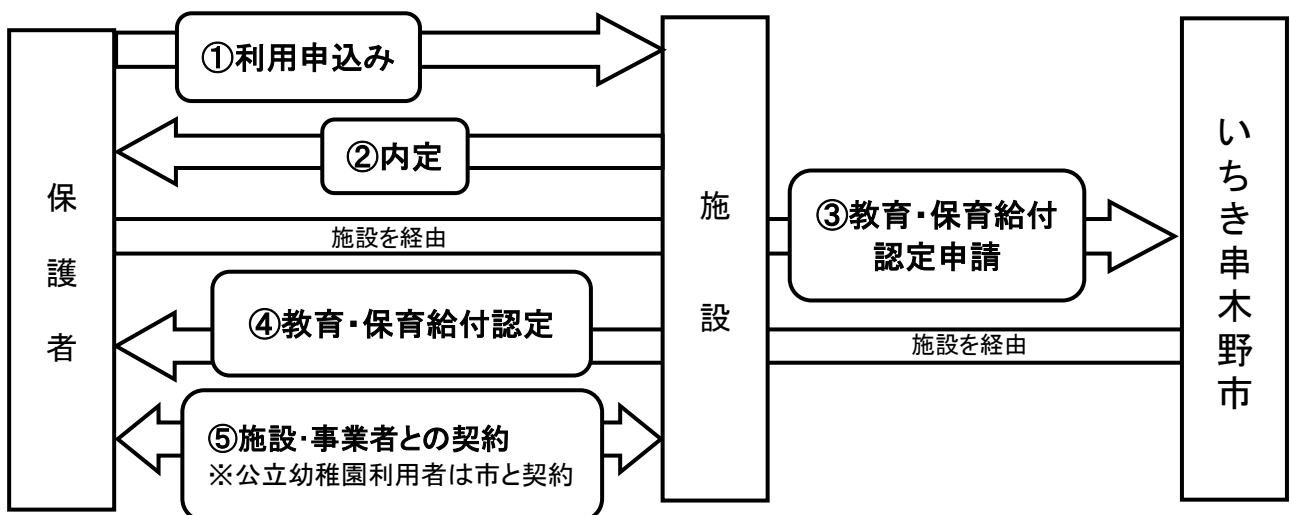 保護者
施設
いちき串木野市
①利用申込み
②内定
施設を経由
③教育・保育給付
認定申請
④教育・保育給付認定
施設を経由
⑤施設・事業者との契約
※公立幼稚園利用者は市と契約